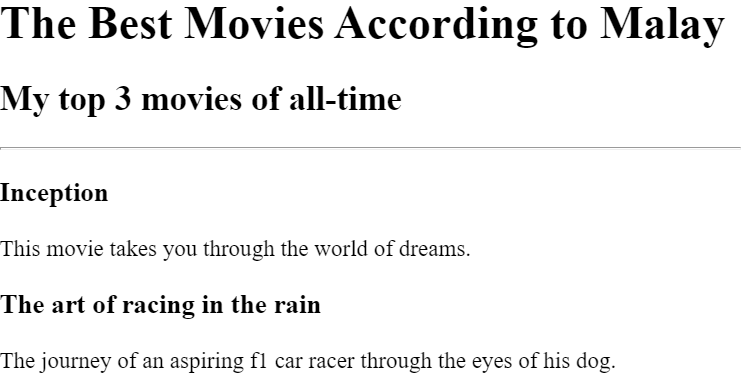 The Best Movies According to Malay
My top 3 movies of all-time
Inception
This movie takes you through the world of dreams.
The art of racing in the rain
The journey of an aspiring f1 car racer through the eyes of his dog.